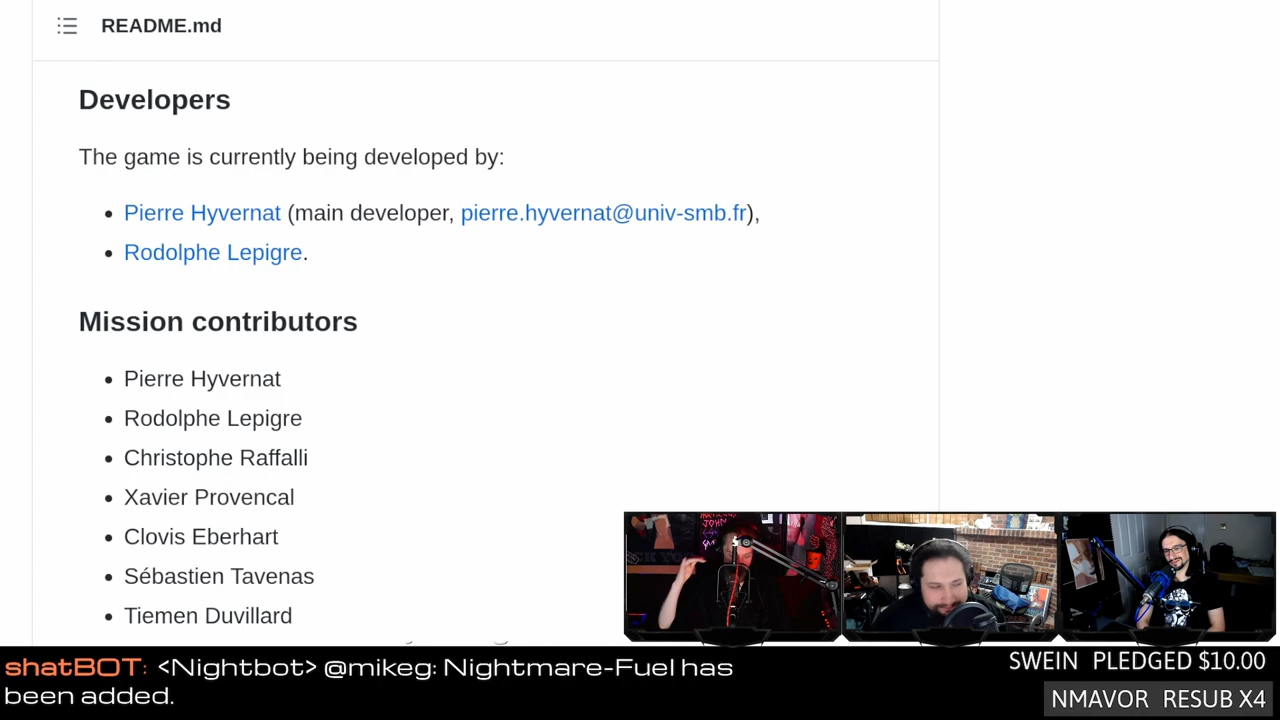 README.md
Developers
The game is currently being developed by:
Pierre Hyvernat (main developer, pierre.hyvernat@univ-smb.fr),
Rodolphe Lepigre.
Mission contributors
Pierre Hyvernat
Rodolphe Lepigre
Christophe Raffalli
Xavier Provencal
Clovis Eberhart
Sébastien Tavenas
Tiemen Duvillard
shatBOT: <Nightbot> @mikeg: Nightmare-Fuel has
been added.
SWEIN PLEDGED $10.00
NMAVOR RESUB X4